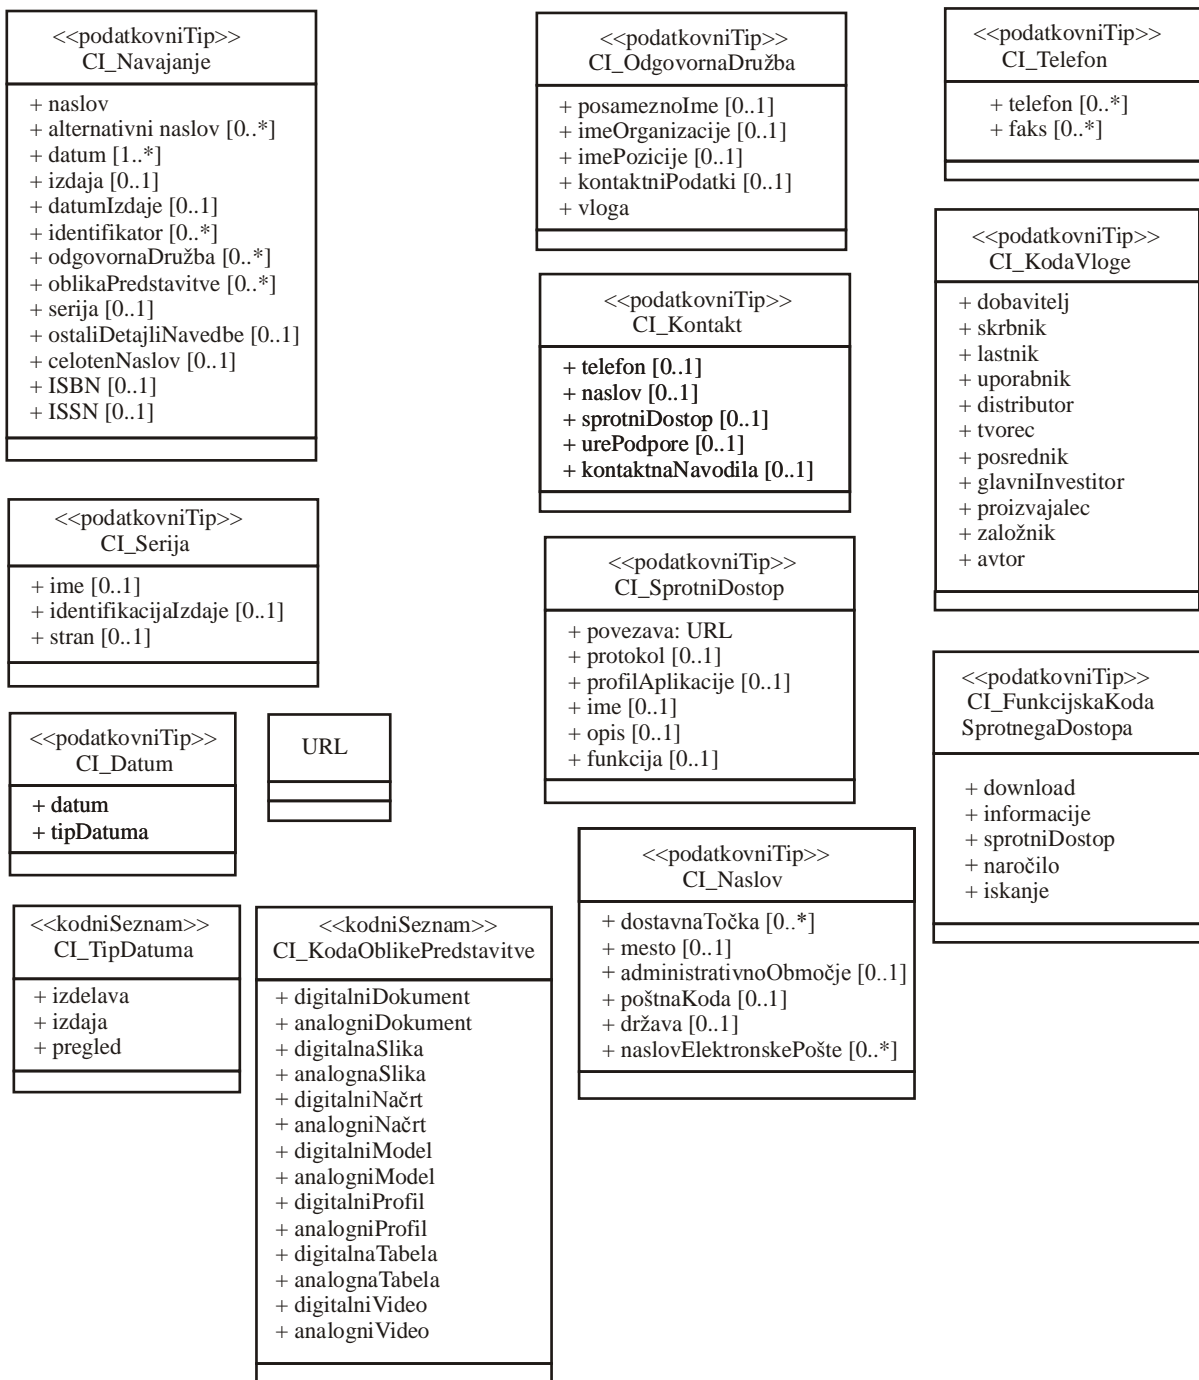 <<podatkovniTip>>
CI_Navajanje
+ naslov
+ alternativni naslov [0..*]
+ datum [1..*]
+ izdaja [0..1]
+ datumIzdaje [0..1]
+ identifikator [0..*]
+ odgovornaDružba [0..*]
+ oblikaPredstavitve [0..*]
+ serija [0..1]
+ ostaliDetajliNavedbe [0..1]
+ celotenNaslov [0..1]
+ ISBN [0..1]
+ ISSN [0..1]
<<podatkovniTip>>
CI_Serija
+ ime [0..1]
+ identifikacijaIzdaje [0..1]
+ stran [0..1]
<<podatkovniTip>>
CI_Datum
+ datum
+ tipDatuma
URL
<<kodniSeznam>>
CI_TipDatuma
+ izdelava
+ izdaja
+ pregled
<<kodniSeznam>>
CI_KodaOblikePredstavitve
+ digitalniDokument
+ analogniDokument
+ digitalnaSlika
+ analognaSlika
+ digitalniNačrt
+ analogniNačrt
+ digitalniModel
+ analogniModel
+ digitalniProfil
+ analogniProfil
+ digitalnaTabela
+ analognaTabela
+ digitalniVideo
+ analogniVideo
<<podatkovniTip>>
CI_OdgovornaDružba
+ posameznoIme [0..1]
+ imeOrganizacije [0..1]
+ imePozicije [0..1]
+ kontaktniPodatki [0..1]
+ vloga
<<podatkovniTip>>
CI_Kontakt
+ telefon [0..1]
+ naslov [0..1]
+ sprotniDostop [0..1]
+ urePodpore [0..1]
+ kontaktnaNavodila [0..1]
<<podatkovniTip>>
CI_SprotniDostop
+ povezava: URL
+ protokol [0..1]
+ profilAplikacije [0..1]
+ ime [0..1]
+ opis [0..1]
+ funkcija [0..1]
<<podatkovniTip>>
CI_Naslov
+ dostavnaTočka [0..*]
+ mesto [0..1]
+ administrativnoObmočje [0..1]
+ poštnaKoda [0..1]
+ država [0..1]
+ naslovElektronskePošte [0..*]
<<podatkovniTip>>
CI_Telefon
+ telefon [0..*]
+ faks [0..*]
<<podatkovniTip>>
CI_KodaVloge
+ dobavitelj
+ skrbnik
+ lastnik
+ uporabnik
+ distributor
+ tvorec
+ posrednik
+ glavniInvestitor
+ proizvajalec
+ založnik
+ avtor
<<podatkovniTip>>
CI_FunkcijskaKoda
SprotnegaDostopa
+ download
+ informacije
+ sprotniDostop
+ naročilo
+ iskanje